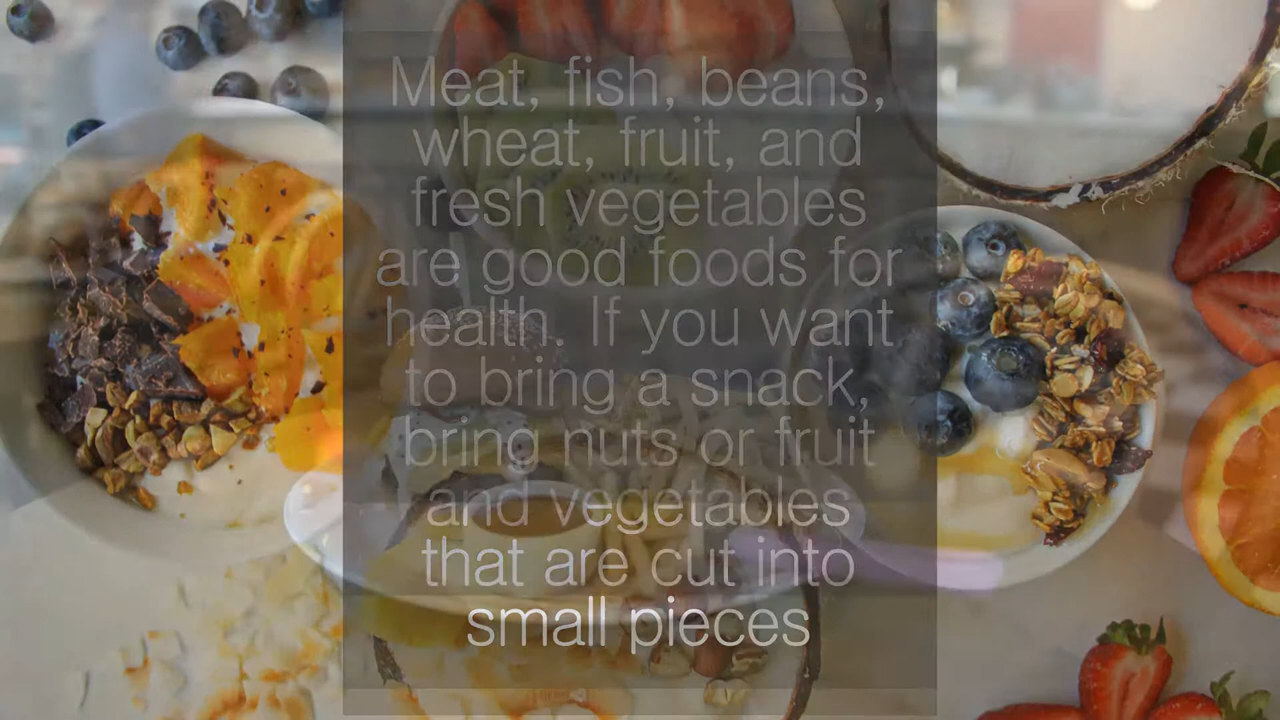 Meat, fish, beans,
wheat, fruit, and
fresh vegetables
are good foods for
health. If you want
to bring a snack,
bring nuts or fruit
and vegetables
that are cut into
small pieces